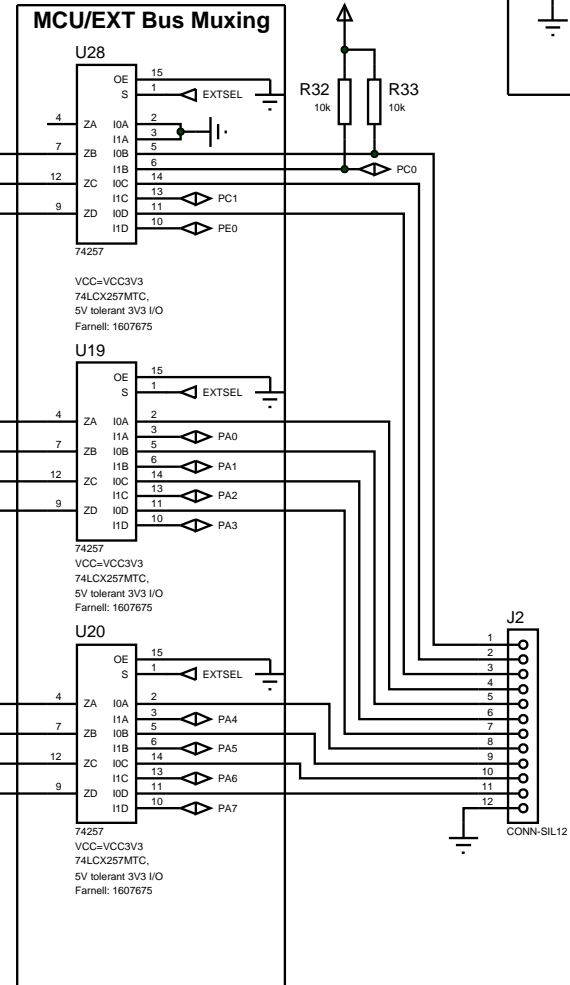 MCU/EXT Bus Muxing
U28
OE 15
S 1 EXTSEL
4 ZA I0A 2
I1A 3
7 ZB I0B 5
I1B 6 PC0
12 ZC I0C 14
I1C 13 PC1
9 ZD I0D 11
I1D 10 PE0
74257
VCC=VCC3V3
74LCX257MTC,
5V tolerant 3V3 I/O
Farnell: 1607675
R32
10k
R33
10k
U19
OE 15
S 1 EXTSEL
4 ZA I0A 2
I1A 3 PA0
7 ZB I0B 5
I1B 6 PA1
12 ZC I0C 14
I1C 13 PA2
9 ZD I0D 11
I1D 10 PA3
74257
VCC=VCC3V3
74LCX257MTC,
5V tolerant 3V3 I/O
Farnell: 1607675
U20
OE 15
S 1 EXTSEL
4 ZA I0A 2
I1A 3 PA4
7 ZB I0B 5
I1B 6 PA5
12 ZC I0C 14
I1C 13 PA6
9 ZD I0D 11
I1D 10 PA7
74257
VCC=VCC3V3
74LCX257MTC,
5V tolerant 3V3 I/O
Farnell: 1607675
J2
1
2
3
4
5
6
7
8
9
10
11
12
CONN-SIL12